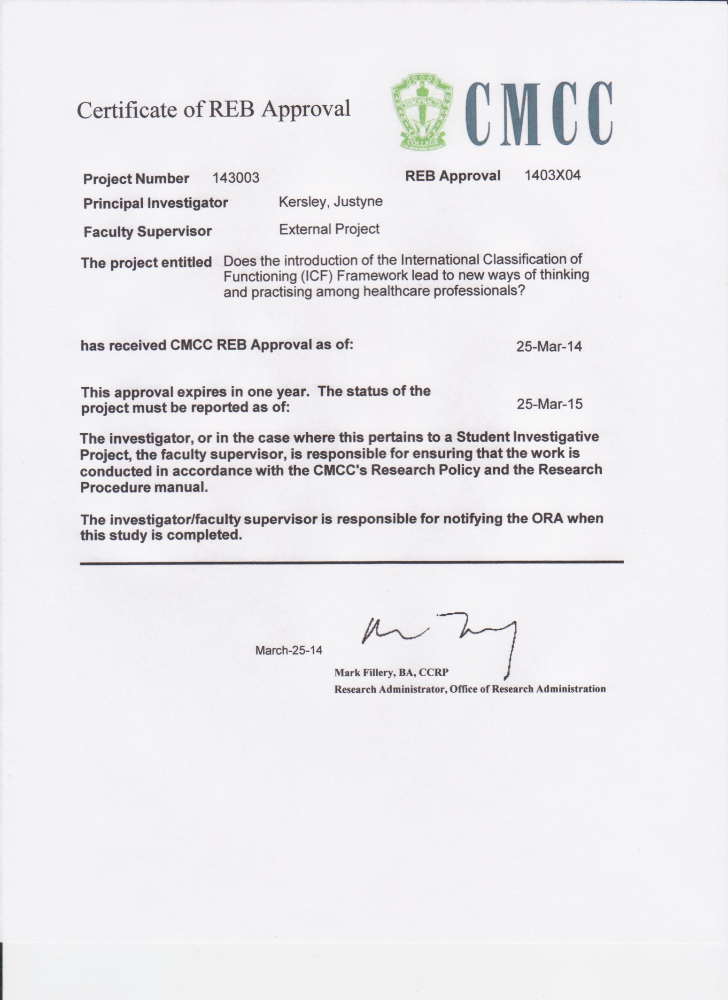 Certificate of REB Approval
CANADIAN MEMORIAL
CHIROPRACTIC
COLLEGE
CMCC
Project Number 143003 REB Approval 1403X04
Principal Investigator Kersley, Justyne
Faculty Supervisor External Project
The project entitled Does the introduction of the International Classification of
Functioning (ICF) Framework lead to new ways of thinking
and practising among healthcare professionals?
has received CMCC REB Approval as of: 25-Mar-14
This approval expires in one year. The status of the
project must be reported as of: 25-Mar-15
The investigator, or in the case where this pertains to a Student Investigative
Project, the faculty supervisor, is responsible for ensuring that the work is
conducted in accordance with the CMCC's Research Policy and the Research
Procedure manual.
The investigator/faculty supervisor is responsible for notifying the ORA when
this study is completed.
March-25-14
Mark Fillery, BA, CCRP
Research Administrator, Office of Research Administration